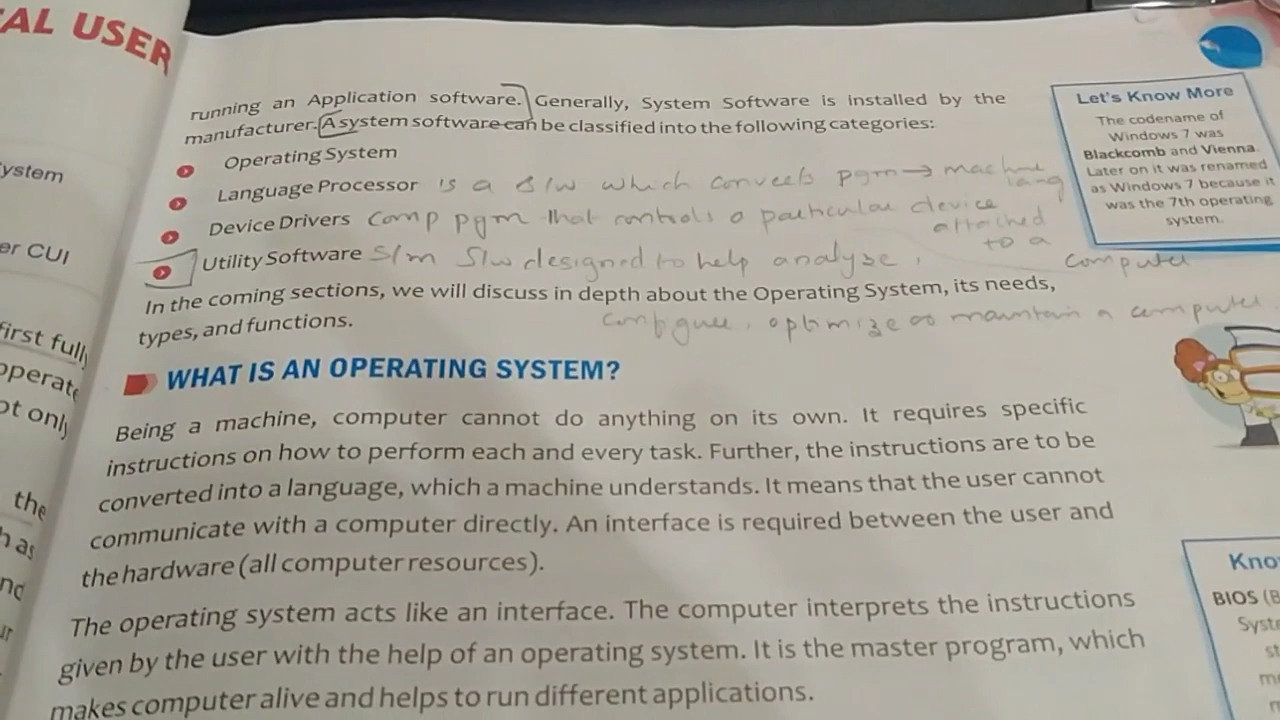 AL USER
ystem
er CUI
first full
operate
ot only
the
h as
nd
ur
running an Application software. Generally, System Software is installed by the
manufacturer. A system software can be classified into the following categories:
Operating System
Language Processor is a S/w which converts pgm → machine
lang
Device Drivers comp pgm that controls a particular device
attached
to a
computer
Utility Software S/m S/w designed to help analyze,
configure, optimize or maintain a computer
In the coming sections, we will discuss in depth about the Operating System, its needs,
types, and functions.
WHAT IS AN OPERATING SYSTEM?
Being a machine, computer cannot do anything on its own. It requires specific
instructions on how to perform each and every task. Further, the instructions are to be
converted into a language, which a machine understands. It means that the user cannot
communicate with a computer directly. An interface is required between the user and
the hardware (all computer resources).
The operating system acts like an interface. The computer interprets the instructions
given by the user with the help of an operating system. It is the master program, which
makes computer alive and helps to run different applications.
Let's Know More
The codename of
Windows 7 was
Blackcomb and Vienna.
Later on it was renamed
as Windows 7 because it
was the 7th operating
system.
Kno
BIOS (B
Syste
st
me